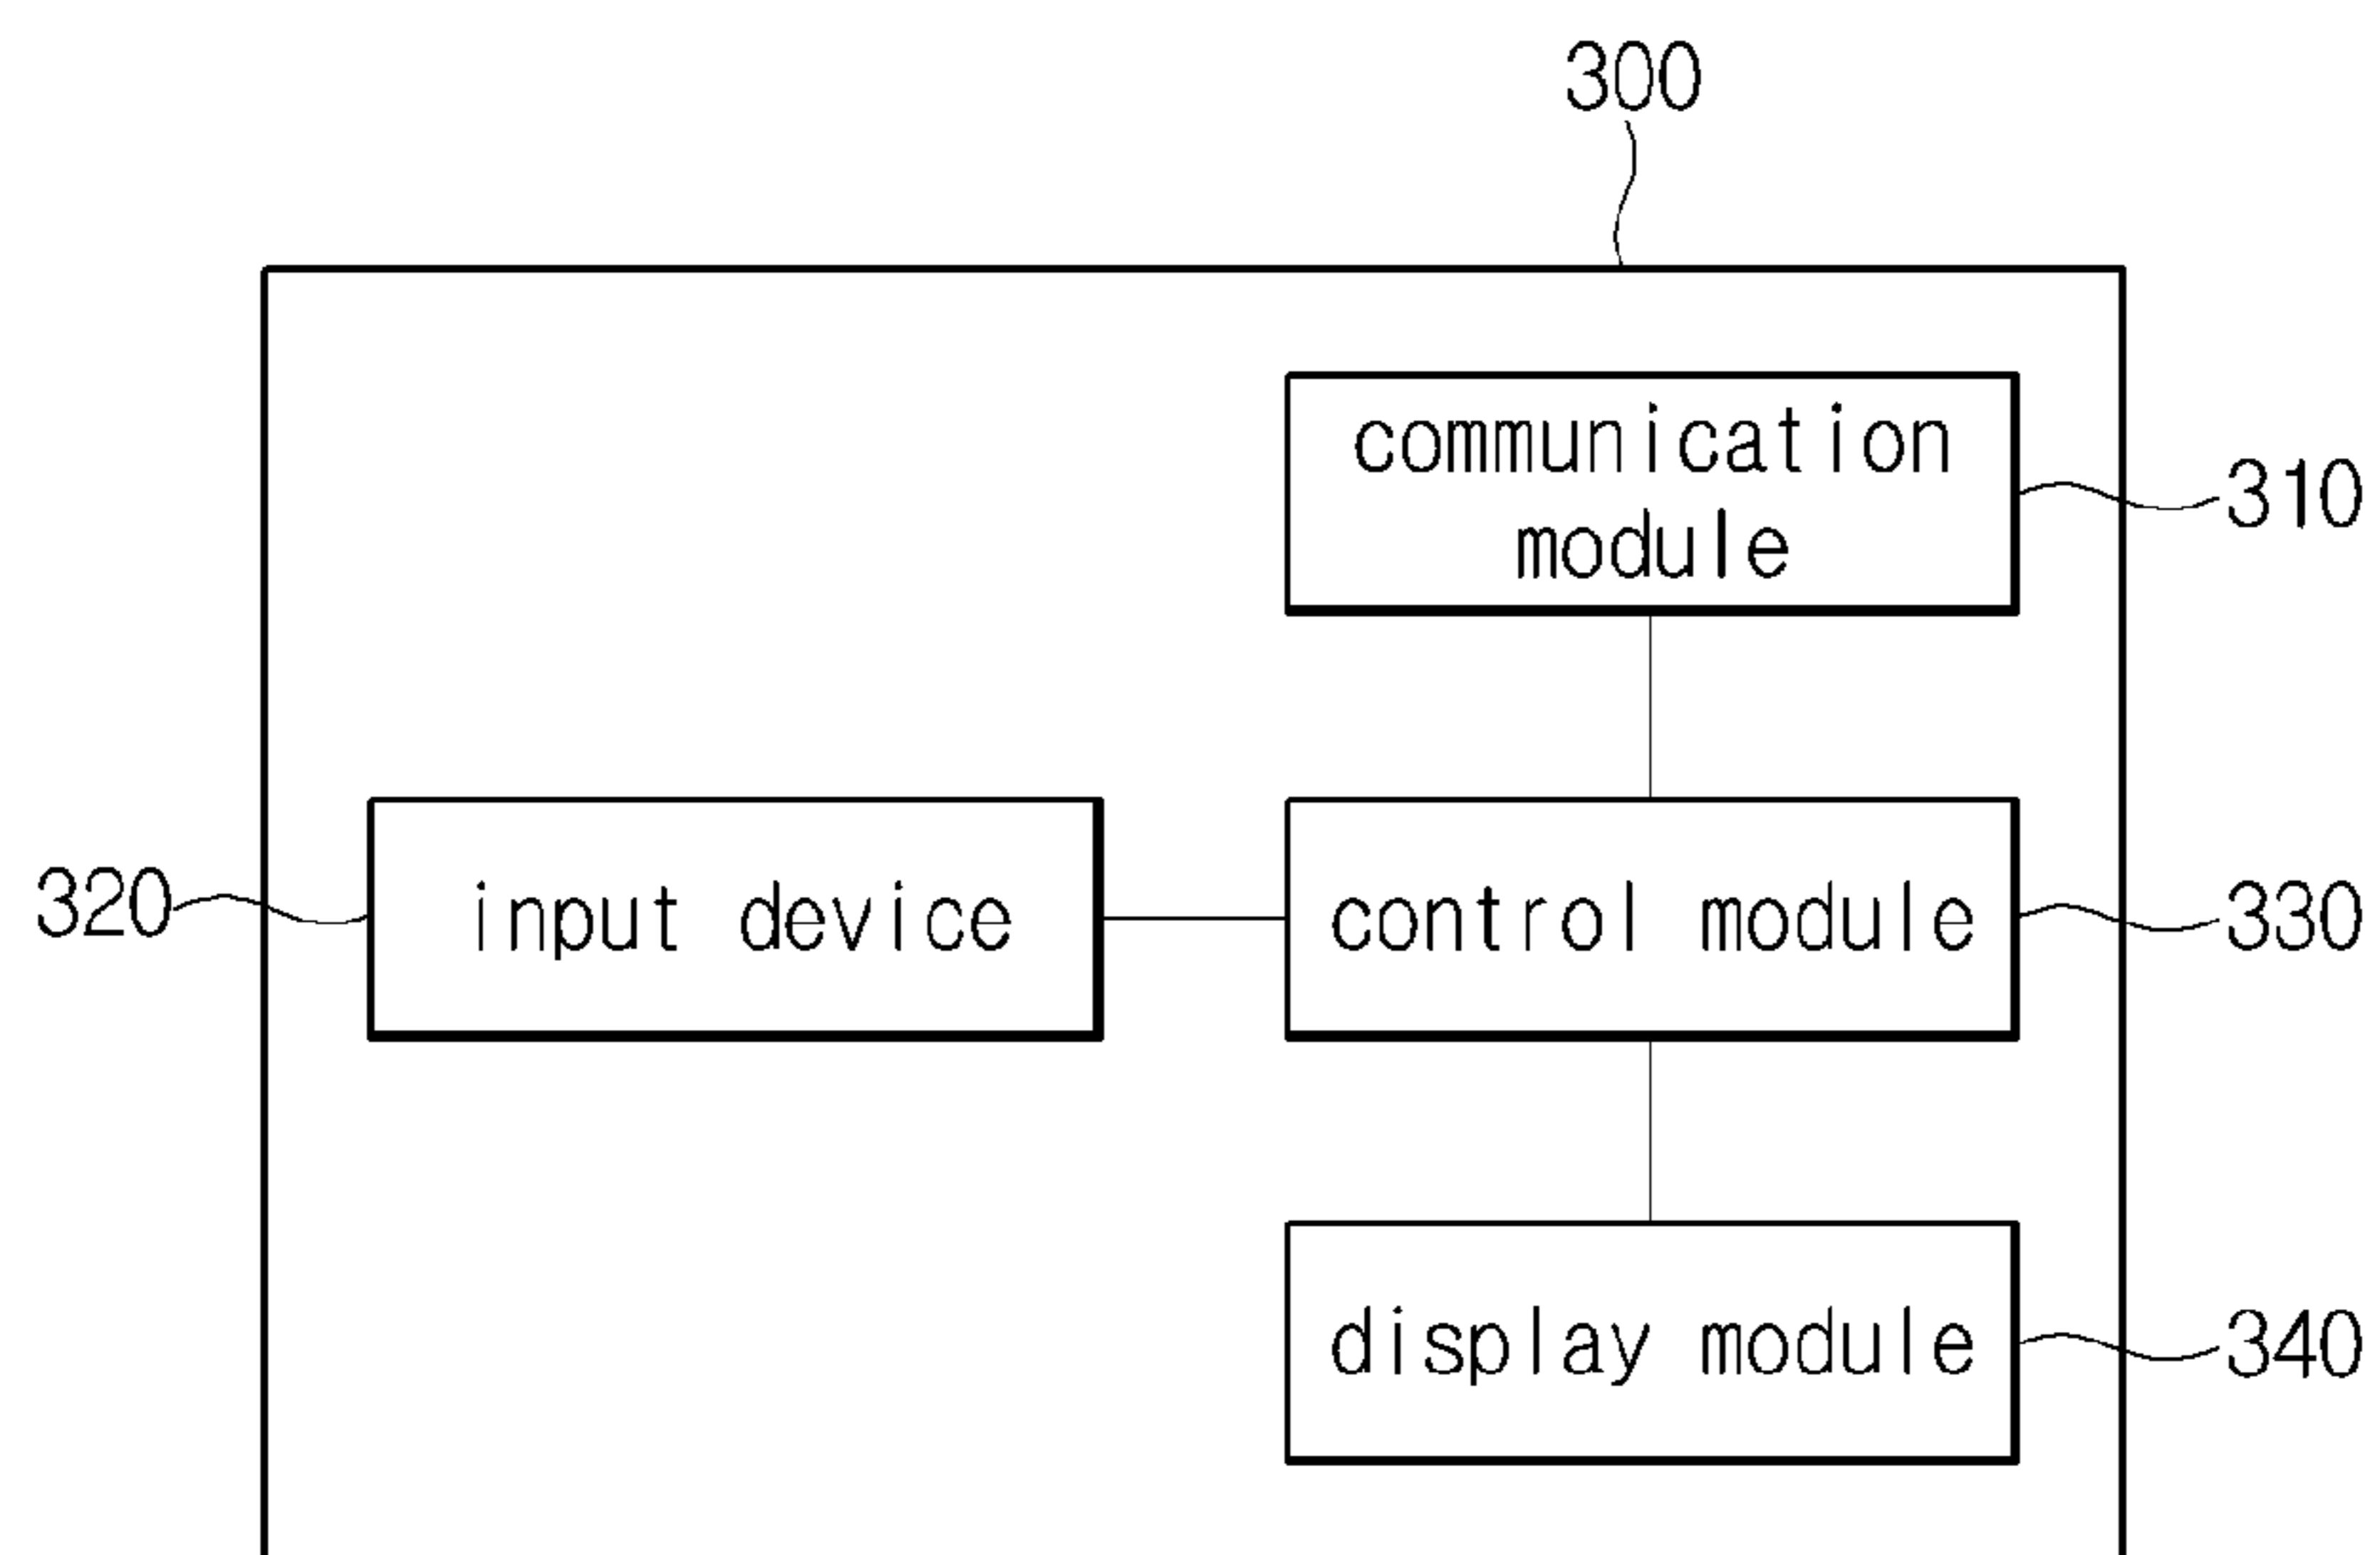 300
communication
module
310
320
input device
control module
330
display module
340